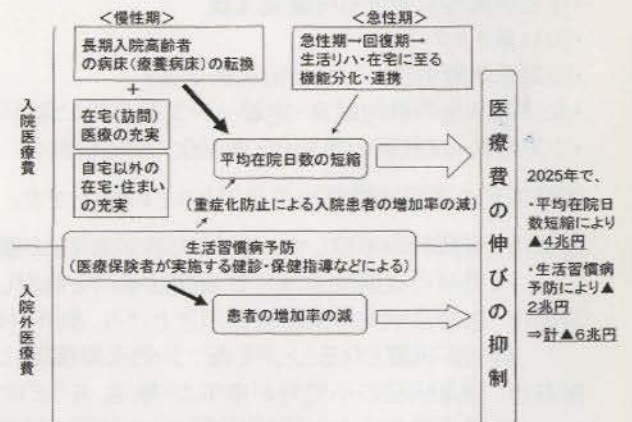 <慢性期>
<急性期>
長期入院高齢者
の病床(療養病床)の転換
+
在宅(訪問)
医療の充実
自宅以外の
在宅・住まい
の充実
急性期→回復期→
生活リハ・在宅に至る
機能分化・連携
平均在院日数の短縮
(重症化防止による入院患者の増加率の減)
生活習慣病予防
(医療保険者が実施する健診・保健指導などによる)
患者の増加率の減
入院医療費
入院外医療費
医療費の伸びの抑制
2025年で、
・平均在院日
数短縮により
▲4兆円
・生活習慣病
予防により▲
2兆円
⇒計▲6兆円